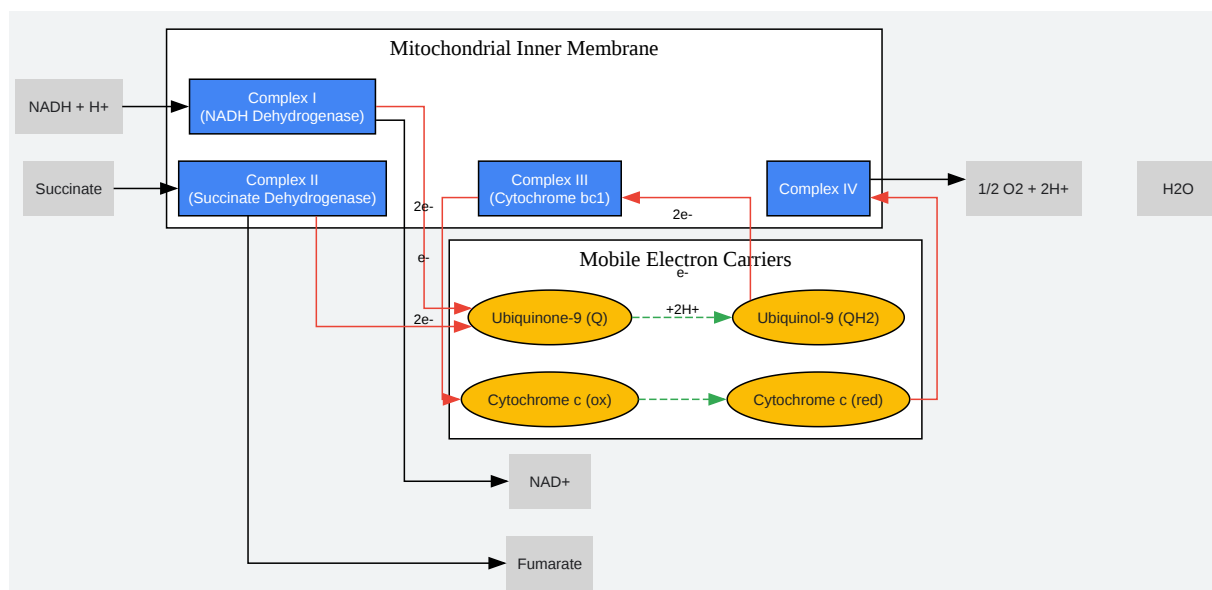 Mitochondrial Inner Membrane
NADH + H+
Complex I
(NADH Dehydrogenase)
Succinate
Complex II
(Succinate Dehydrogenase)
Complex III
(Cytochrome bc1)
Complex IV
1/2 O2 + 2H+
H2O
2e-
2e-
e-
Mobile Electron Carriers
e-
2e-
Ubiquinone-9 (Q)
+2H+
Ubiquinol-9 (QH2)
Cytochrome c (ox)
Cytochrome c (red)
NAD+
Fumarate